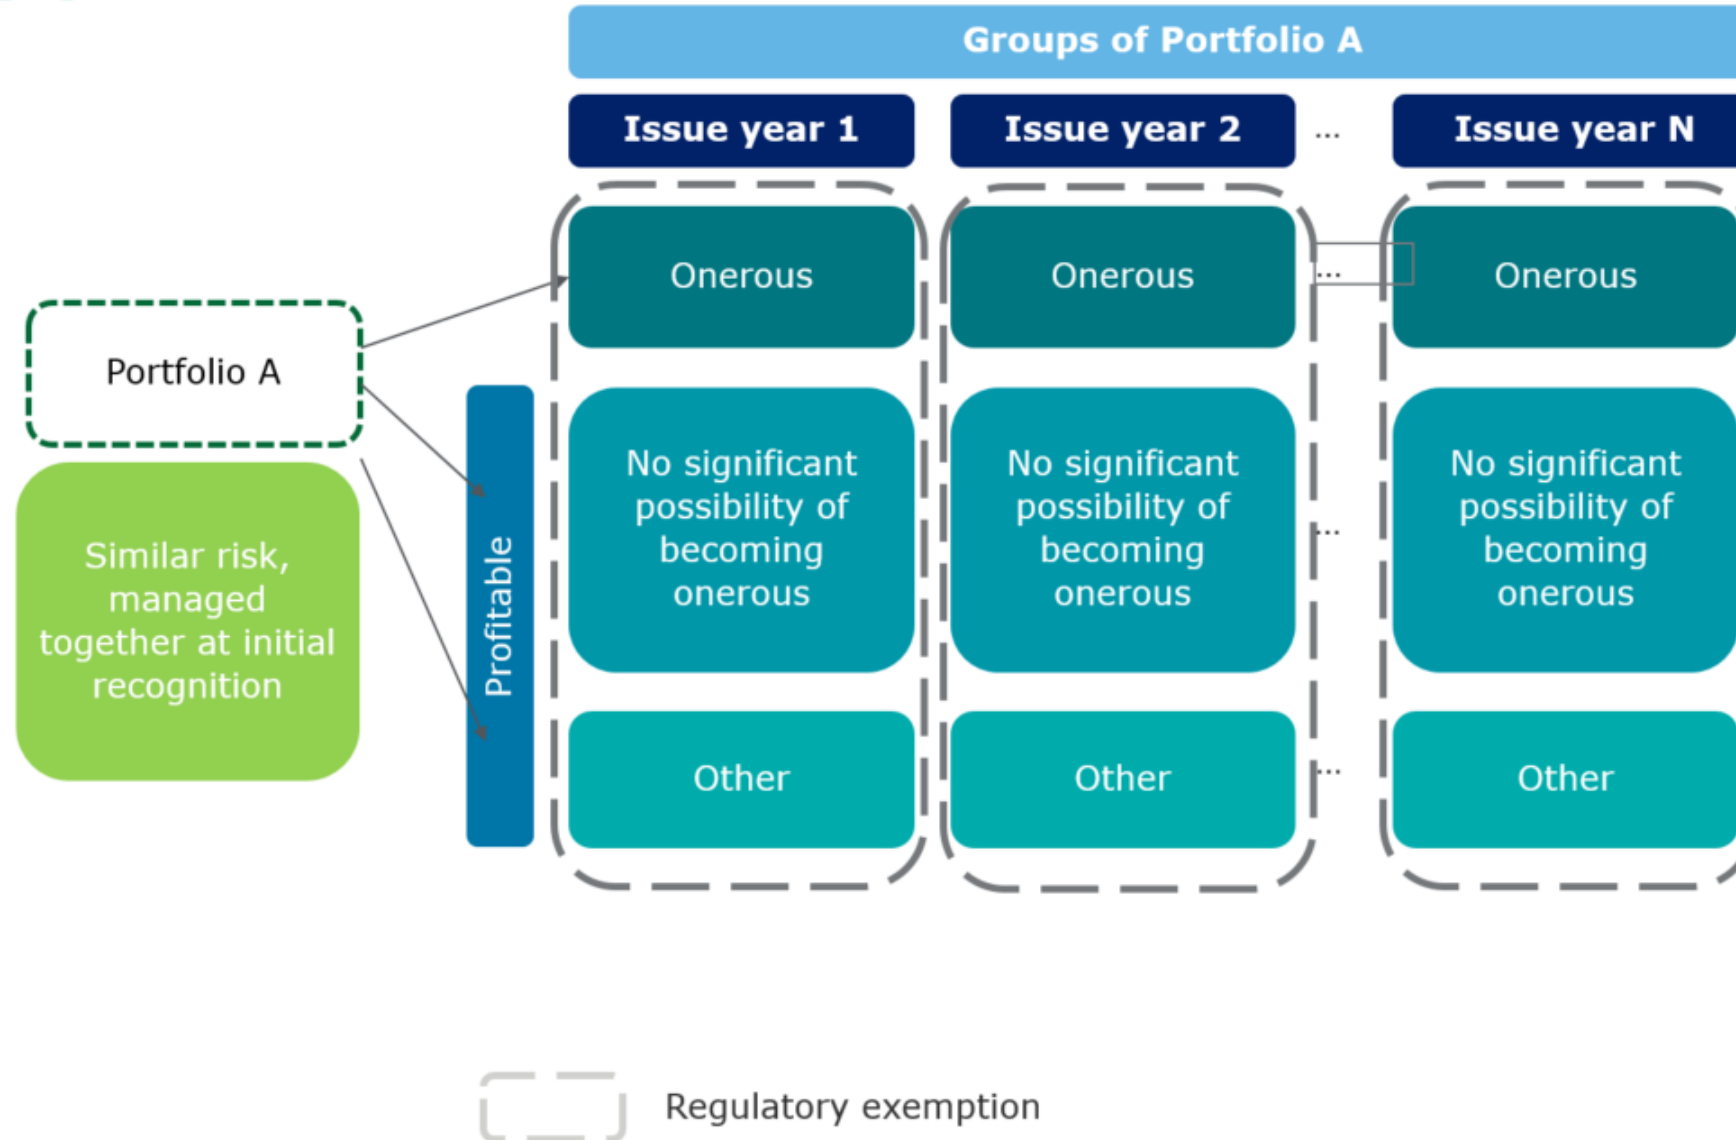 Groups of Portfolio A
Issue year 1
Issue year 2
...
Issue year N
Onerous
Onerous
...
Onerous
Portfolio A
Similar risk,
managed
together at initial
recognition
Profitable
No significant
possibility of
becoming
onerous
No significant
possibility of
becoming
onerous
...
No significant
possibility of
becoming
onerous
Other
Other
...
Other
Regulatory exemption